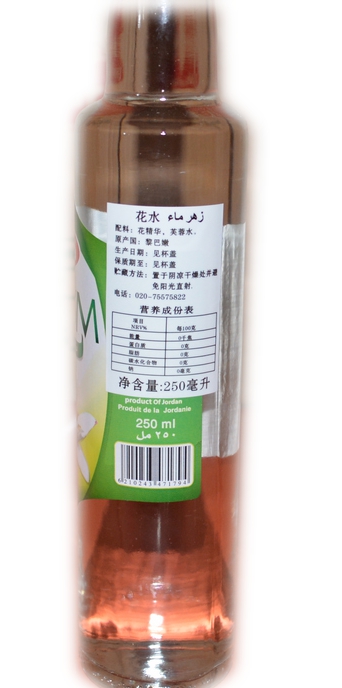 花水 زهر ماء
配料：花精华，芙蓉水.
原产国：黎巴嫩
生产日期：见杯盖
保质期至：见杯盖
贮藏方法：置于阴凉干燥处并避
免阳光直射.
电话：020-75575822
营养成份表
项目 每100克
NRV%
能量 0千焦
蛋白质 0克
脂肪 0克
碳水化合物 0克
钠 0毫克
净含量:250毫升
M
product Of Jordan
Produit de la Jordanie
250 ml
٢٥٠ مل